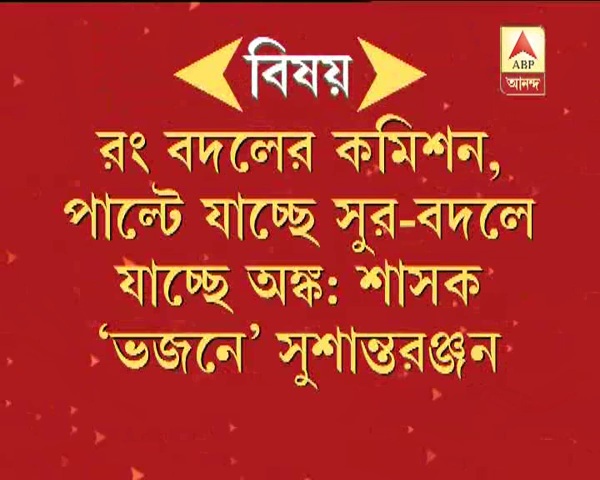 বিষয়
ABP
আনন্দ
রং বদলের কমিশন,
পাল্টে যাচ্ছে সুর-বদলে
যাচ্ছে অঙ্ক: শাসক
‘ভজনে’ সুশান্তরঞ্জন